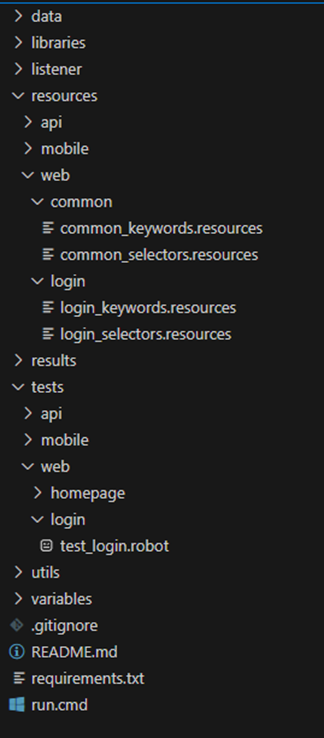 data
libraries
listener
resources
api
mobile
web
common
common_keywords.resources
common_selectors.resources
login
login_keywords.resources
login_selectors.resources
results
tests
api
mobile
web
homepage
login
test_login.robot
utils
variables
.gitignore
README.md
requirements.txt
run.cmd